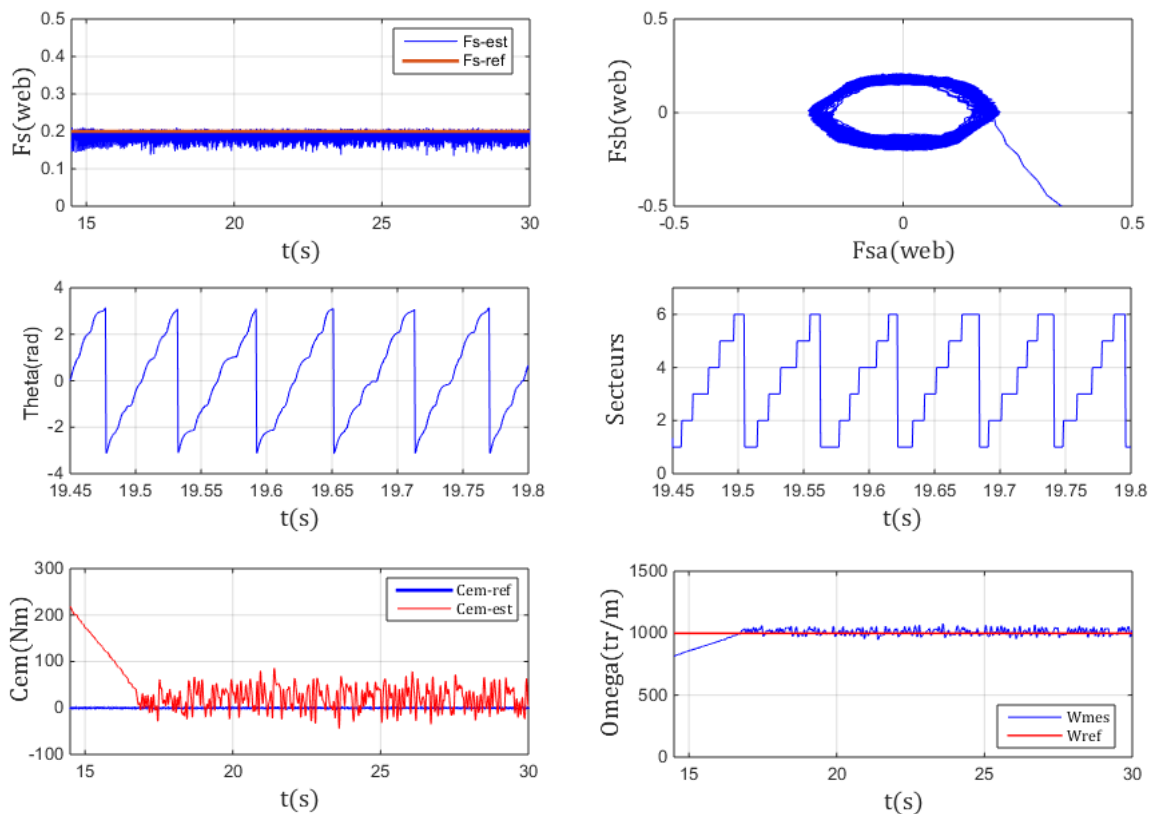 0.5
0.4
0.3
0.2
0.1
0
Fs(web)
Fs-est
Fs-ref
15 20 25 30
t(s)
0.5
0
-0.5
Fsb(web)
-0.5 0 0.5
Fsa(web)
4
2
0
-2
-4
Theta(rad)
19.45 19.5 19.55 19.6 19.65 19.7 19.75 19.8
t(s)
6
4
2
0
Secteurs
19.45 19.5 19.55 19.6 19.65 19.7 19.75 19.8
t(s)
300
200
100
0
-100
Cem(Nm)
Cem-ref
Cem-est
15 20 25 30
t(s)
1500
1000
500
0
Omega(tr/m)
Wmes
Wref
15 20 25 30
t(s)